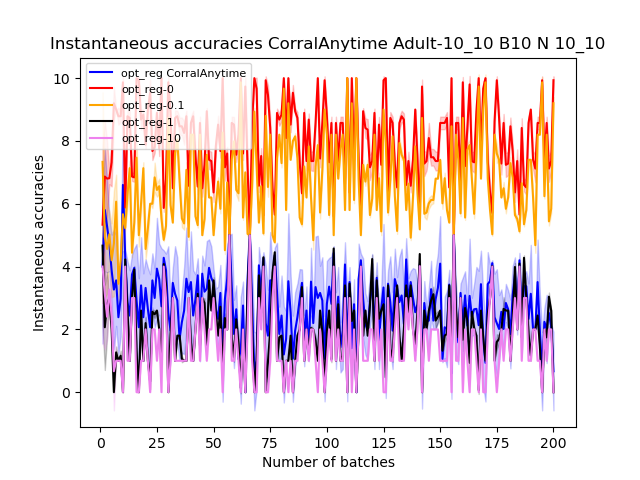 Instantaneous accuracies CorralAnytime Adult-10_10 B10 N 10_10
opt_reg CorralAnytime
opt_reg-0
opt_reg-0.1
opt_reg-1
opt_reg-10
Instantaneous accuracies
10
8
6
4
2
0
0 25 50 75 100 125 150 175 200
Number of batches